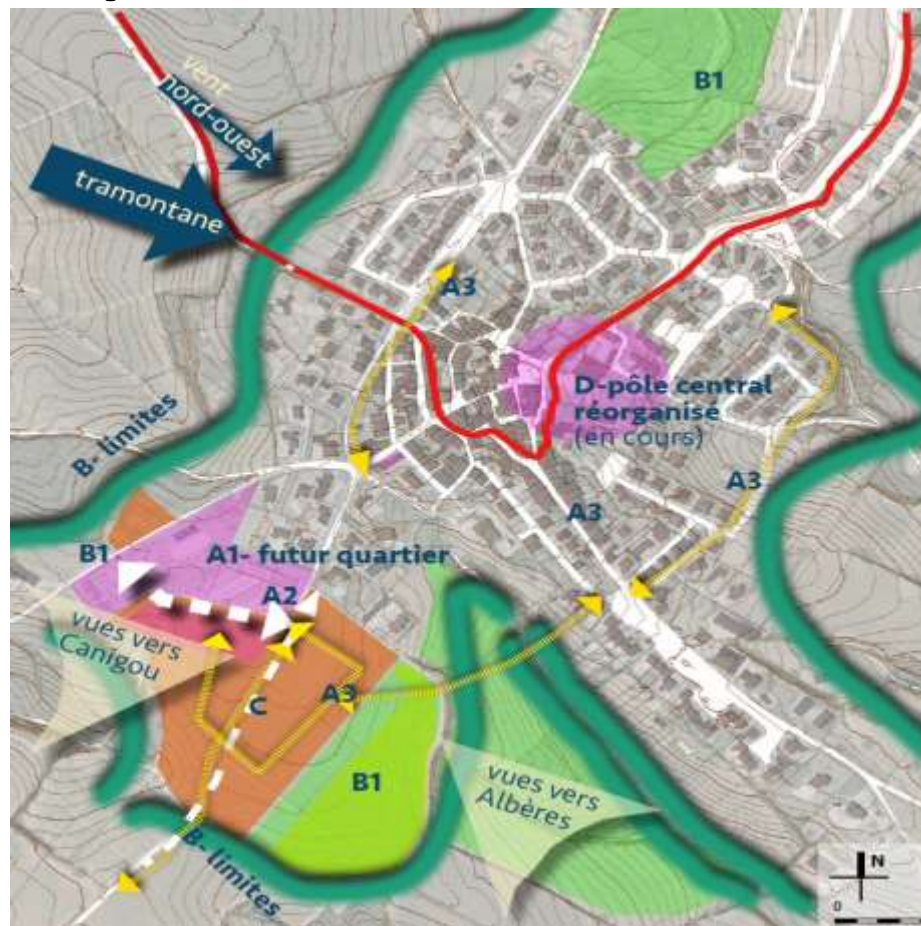 B1
vent
nord-ouest
tramontane
A3
D-pôle central
réorganisé
(en cours)
B- limites
A3
A3
B1
A1- futur quartier
A2
vues vers
Canigou
A3
C
B1
vues vers
Albères
B- limites
N
0